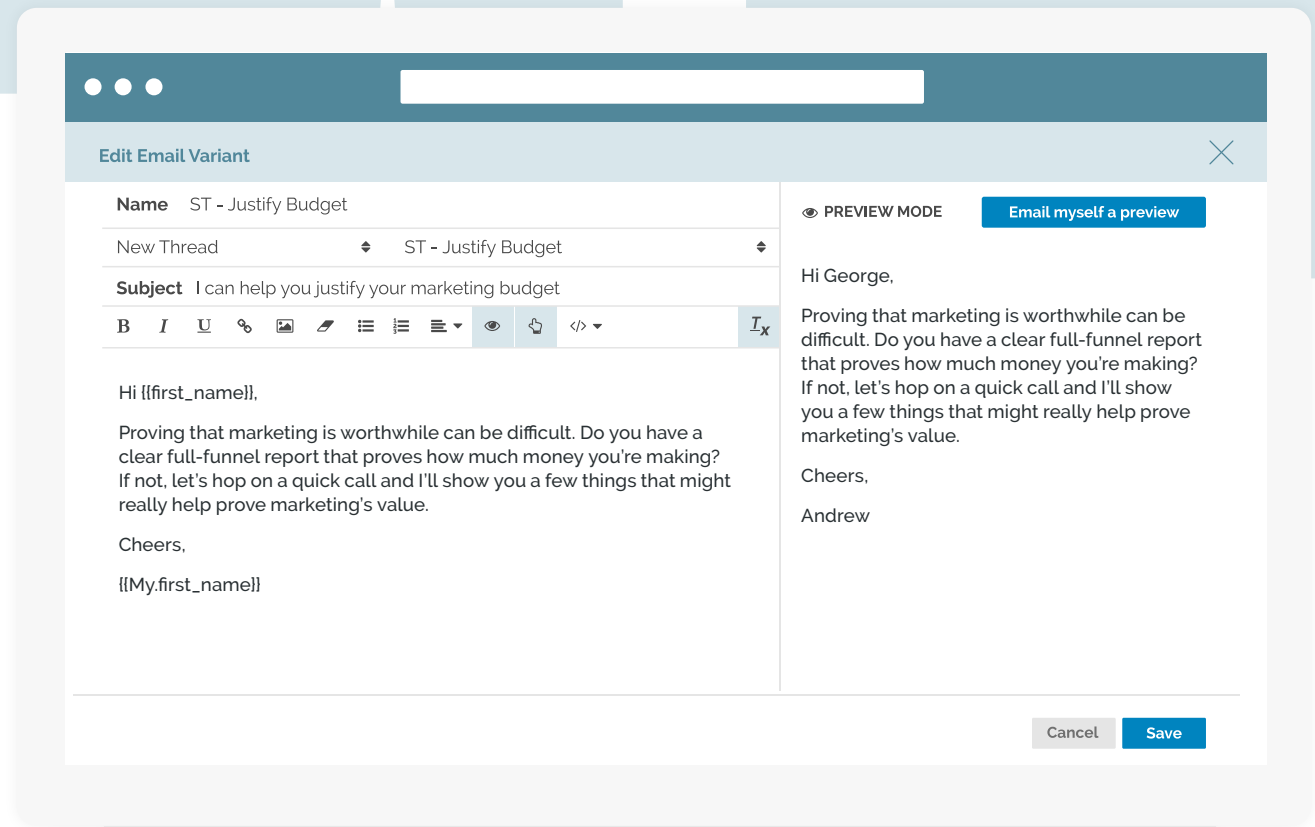 Edit Email Variant
Name ST - Justify Budget
New Thread ST - Justify Budget
Subject I can help you justify your marketing budget
B I U </> Tx
Hi {{first_name}},
Proving that marketing is worthwhile can be difficult. Do you have a
clear full-funnel report that proves how much money you're making?
If not, let's hop on a quick call and I'll show you a few things that might
really help prove marketing's value.
Cheers,
{{My.first_name}}
PREVIEW MODE Email myself a preview
Hi George,
Proving that marketing is worthwhile can be
difficult. Do you have a clear full-funnel report
that proves how much money you're making?
If not, let's hop on a quick call and I'll show
you a few things that might really help prove
marketing's value.
Cheers,
Andrew
Cancel Save